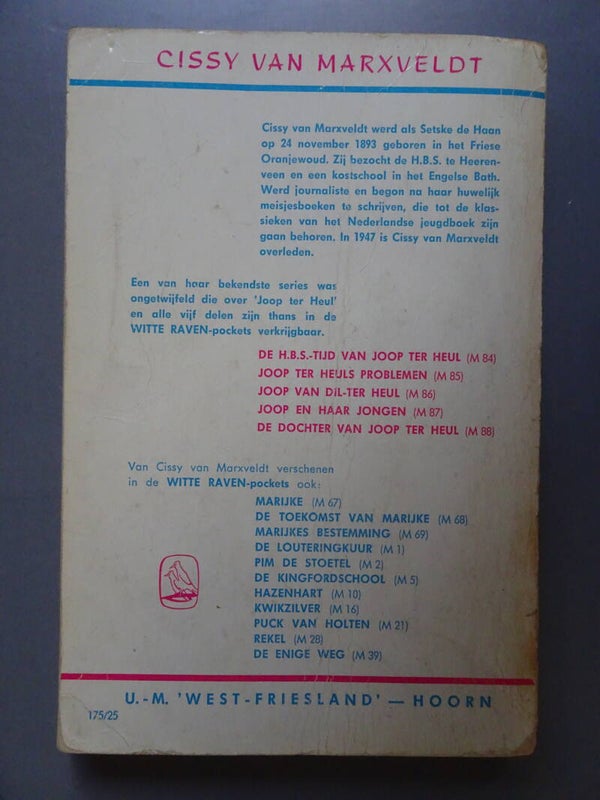 CISSY VAN MARXVELDT
Cissy van Marxveldt werd als Setske de Haan
op 24 november 1893 geboren in het Friese
Oranjewoud. Zij bezocht de H.B.S. te Heeren-
veen en een kostschool in het Engelse Bath.
Werd journaliste en begon na haar huwelijk
meisjesboeken te schrijven, die tot de klas-
sieken van het Nederlandse jeugdboek zijn
gaan behoren. In 1947 is Cissy van Marxveldt
overleden.
Een van haar bekendste series was
ongetwijfeld die over 'Joop ter Heul'
en alle vijf delen zijn thans in de
WITTE RAVEN-pockets verkrijgbaar.
DE H.B.S.-TIJD VAN JOOP TER HEUL (M 84)
JOOP TER HEULS PROBLEMEN (M 85)
JOOP VAN DIL-TER HEUL (M 86)
JOOP EN HAAR JONGEN (M 87)
DE DOCHTER VAN JOOP TER HEUL (M 88)
Van Cissy van Marxveldt verschenen
in de WITTE RAVEN-pockets ook:
MARIJKE (M 67)
DE TOEKOMST VAN MARIJKE (M 68)
MARIJKES BESTEMMING (M 69)
DE LOUTERINGKUUR (M 1)
PIM DE STOETEL (M 2)
DE KINGFORDSCHOOL (M 5)
HAZENHART (M 10)
KWIKZILVER (M 16)
PUCK VAN HOLTEN (M 21)
REKEL (M 28)
DE ENIGE WEG (M 39)
U.-M. 'WEST-FRIESLAND' — HOORN
175/25